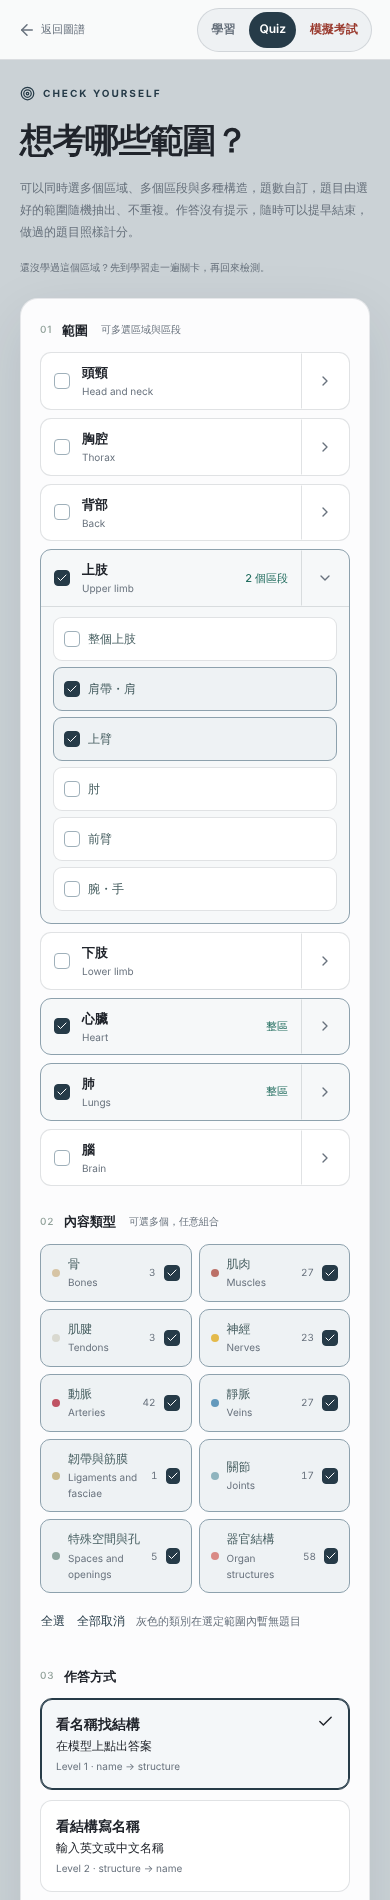 返回圖譜
學習 Quiz 模擬考試
CHECK YOURSELF
想考哪些範圍？
可以同時選多個區域、多個區段與多種構造，題數自訂，題目由選
好的範圍隨機抽出、不重複。作答沒有提示，隨時可以提早結束，
做過的題目照樣計分。
還沒學過這個區域？先到學習走一遍關卡，再回來檢測。
01 範圍 可多選區域與區段
頭頸
Head and neck
胸腔
Thorax
背部
Back
上肢
Upper limb
2 個區段
整個上肢
肩帶・肩
上臂
肘
前臂
腕・手
下肢
Lower limb
心臟
Heart
整區
肺
Lungs
整區
腦
Brain
02 內容類型 可選多個，任意組合
骨
Bones
3
肌肉
Muscles
27
肌腱
Tendons
3
神經
Nerves
23
動脈
Arteries
42
靜脈
Veins
27
韌帶與筋膜
Ligaments and
fasciae
1
關節
Joints
17
特殊空間與孔
Spaces and
openings
5
器官結構
Organ
structures
58
全選 全部取消 灰色的類別在選定範圍內暫無題目
03 作答方式
看名稱找結構
在模型上點出答案
Level 1 · name → structure
看結構寫名稱
輸入英文或中文名稱
Level 2 · structure → name